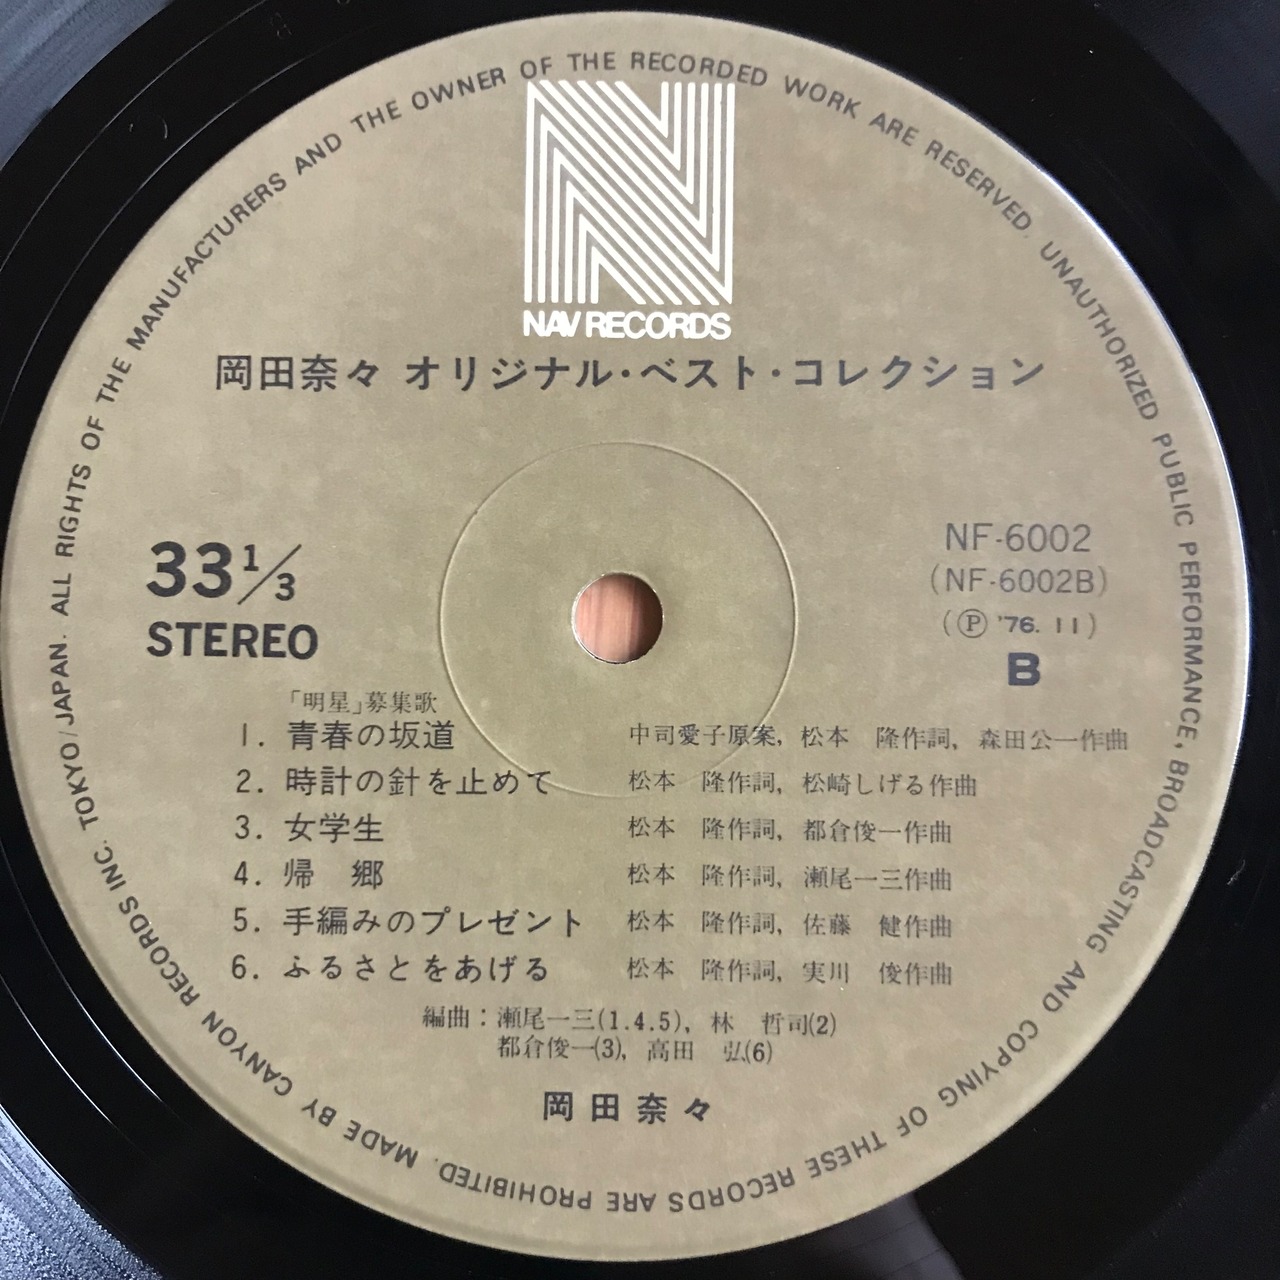 ALL RIGHTS OF THE MANUFACTURERS AND THE OWNER OF THE RECORDED WORK ARE RESERVED. UNAUTHORIZED PUBLIC PERFORMANCE, BROADCASTING AND COPYING OF THESE RECORDS ARE PROHIBITED. MADE BY CANYON RECORDS INC. TOKYO/JAPAN.
N
NAV RECORDS
岡田奈々 オリジナル・ベスト・コレクション
33 1/3
STEREO
NF-6002
(NF-6002B)
(Ⓟ '76. 11)
B
「明星」募集歌
1. 青春の坂道 中司愛子原案, 松本 隆作詞, 森田公一作曲
2. 時計の針を止めて 松本 隆作詞, 松崎しげる作曲
3. 女学生 松本 隆作詞, 都倉俊一作曲
4. 帰 郷 松本 隆作詞, 瀬尾一三作曲
5. 手編みのプレゼント 松本 隆作詞, 佐藤 健作曲
6. ふるさとをあげる 松本 隆作詞, 実川 俊作曲
編曲：瀬尾一三(1.4.5), 林 哲司(2)
都倉俊一(3), 高田 弘(6)
岡田奈々